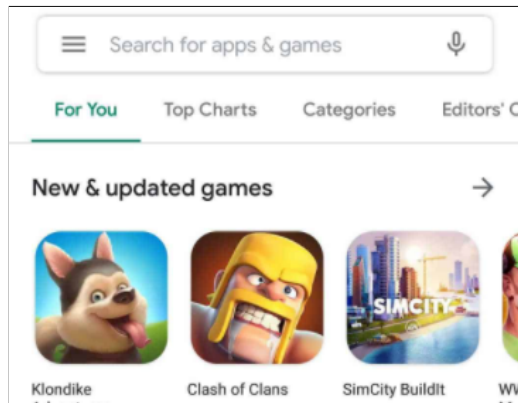 Search for apps & games
For You Top Charts Categories Editors' C
New & updated games
SIMCITY
Klondike Clash of Clans SimCity BuildIt